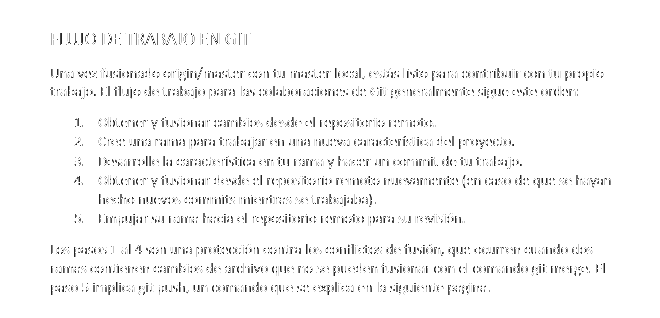 FLUJO DE TRABAJO EN GIT
Una vez fusionado origin/master con tu master local, estás listo para contribuir con tu propio
trabajo. El flujo de trabajo para las colaboraciones de Git generalmente sigue este orden:
1. Obtener y fusionar cambios desde el repositorio remoto.
2. Cree una rama para trabajar en una nueva característica del proyecto.
3. Desarrolle la característica en tu rama y hacer un commit de tu trabajo.
4. Obtener y fusionar desde el repositorio remoto nuevamente (en caso de que se hayan
hecho nuevos commits mientras se trabajaba).
5. Empujar su rama hacia el repositorio remoto para su revisión.
Los pasos 1 al 4 son una protección contra los conflictos de fusión, que ocurren cuando dos
ramas contienen cambios de archivo que no se pueden fusionar con el comando git merge. El
paso 5 implica git push, un comando que se explica en la siguiente pagina.